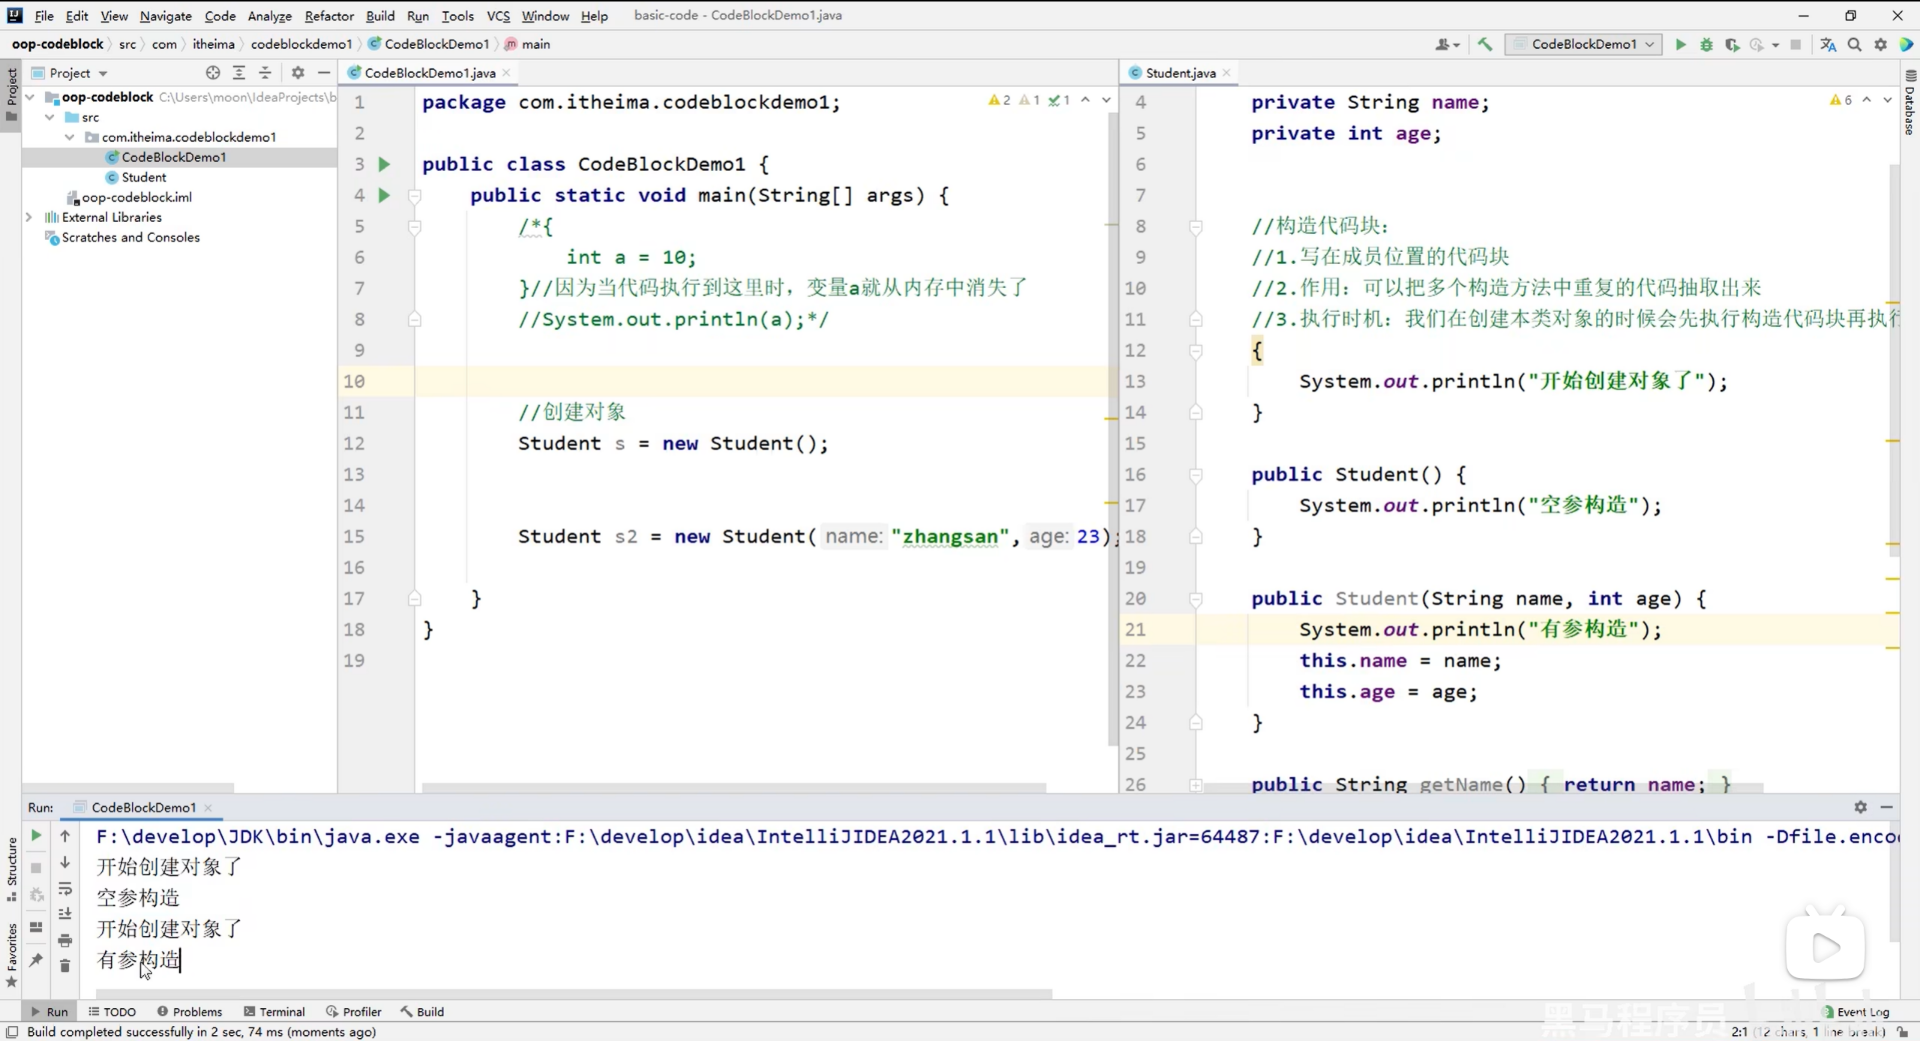 File Edit View Navigate Code Analyze Refactor Build Run Tools VCS Window Help basic-code - CodeBlockDemo1.java
oop-codeblock src com itheima codeblockdemo1 CodeBlockDemo1 main
CodeBlockDemo1
Project
Project
oop-codeblock C:\Users\moon\IdeaProjects\b
src
com.itheima.codeblockdemo1
CodeBlockDemo1
Student
oop-codeblock.iml
External Libraries
Scratches and Consoles
CodeBlockDemo1.java
2 1 1
1 package com.itheima.codeblockdemo1;
2
3 public class CodeBlockDemo1 {
4 public static void main(String[] args) {
5 /*{
6 int a = 10;
7 }//因为当代码执行到这里时，变量a就从内存中消失了
8 //System.out.println(a);*/
9
10
11 //创建对象
12 Student s = new Student();
13
14
15 Student s2 = new Student( name: "zhangsan", age: 23);
16
17 }
18 }
19
Student.java
6
4 private String name;
5 private int age;
6
7
8 //构造代码块：
9 //1.写在成员位置的代码块
10 //2.作用：可以把多个构造方法中重复的代码抽取出来
11 //3.执行时机：我们在创建本类对象的时候会先执行构造代码块再执行
12 {
13 System.out.println("开始创建对象了");
14 }
15
16 public Student() {
17 System.out.println("空参构造");
18 }
19
20 public Student(String name, int age) {
21 System.out.println("有参构造");
22 this.name = name;
23 this.age = age;
24 }
25
26 public String getName() { return name; }
Database
Run: CodeBlockDemo1
F:\develop\JDK\bin\java.exe -javaagent:F:\develop\idea\IntelliJIDEA2021.1.1\lib\idea_rt.jar=64487:F:\develop\idea\IntelliJIDEA2021.1.1\bin -Dfile.enco
开始创建对象了
空参构造
开始创建对象了
有参构造
Structure
Favorites
Run TODO Problems Terminal Profiler Build
Event Log
黑马程序员
Build completed successfully in 2 sec, 74 ms (moments ago)
2:1 (12 chars, 1 line break)